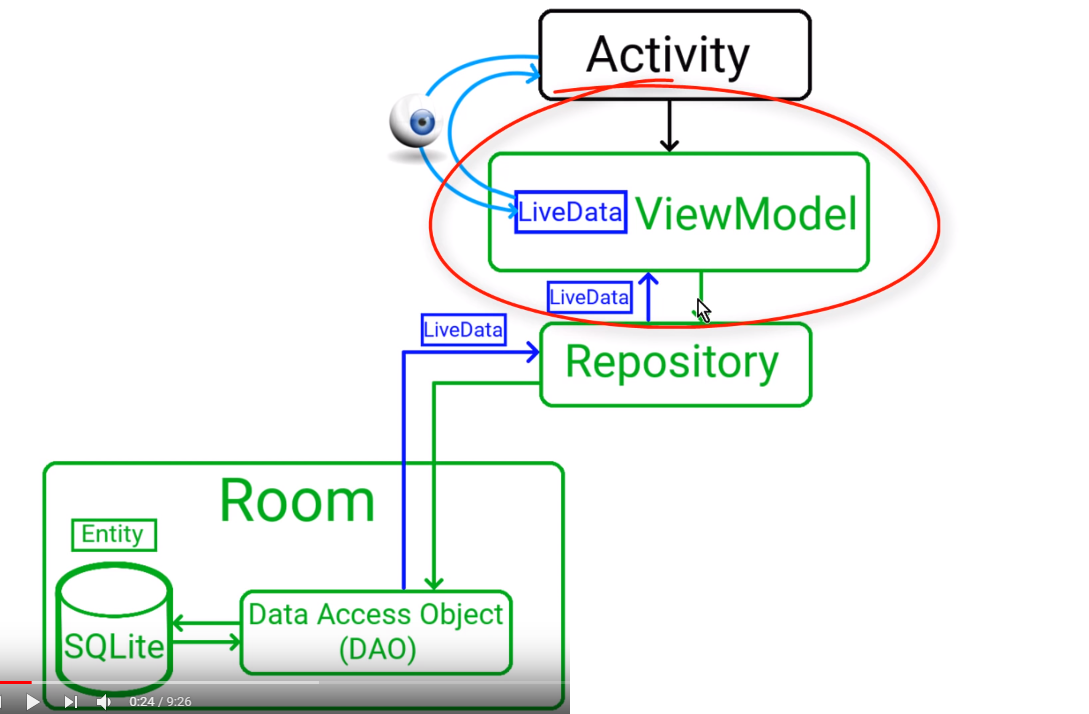 Activity
LiveData
ViewModel
LiveData
LiveData
Repository
Room
Entity
SQLite
Data Access Object
(DAO)
0:24 / 9:26